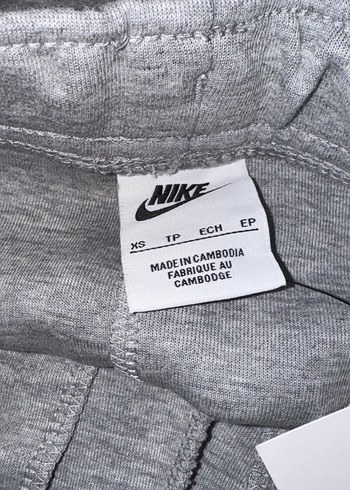 NIKE
XS TP ECH EP
MADE IN CAMBODIA
FABRIQUE AU
CAMBODGE